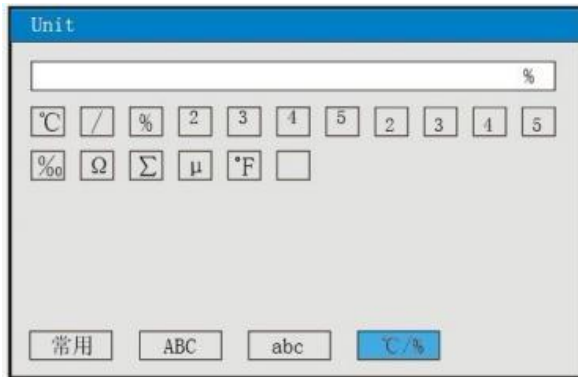 Unit
%
℃ / % ² ³ ⁴ ⁵ ₂ ₃ ₄ ₅
‰ Ω Σ μ ℉
常用 ABC abc ℃/%